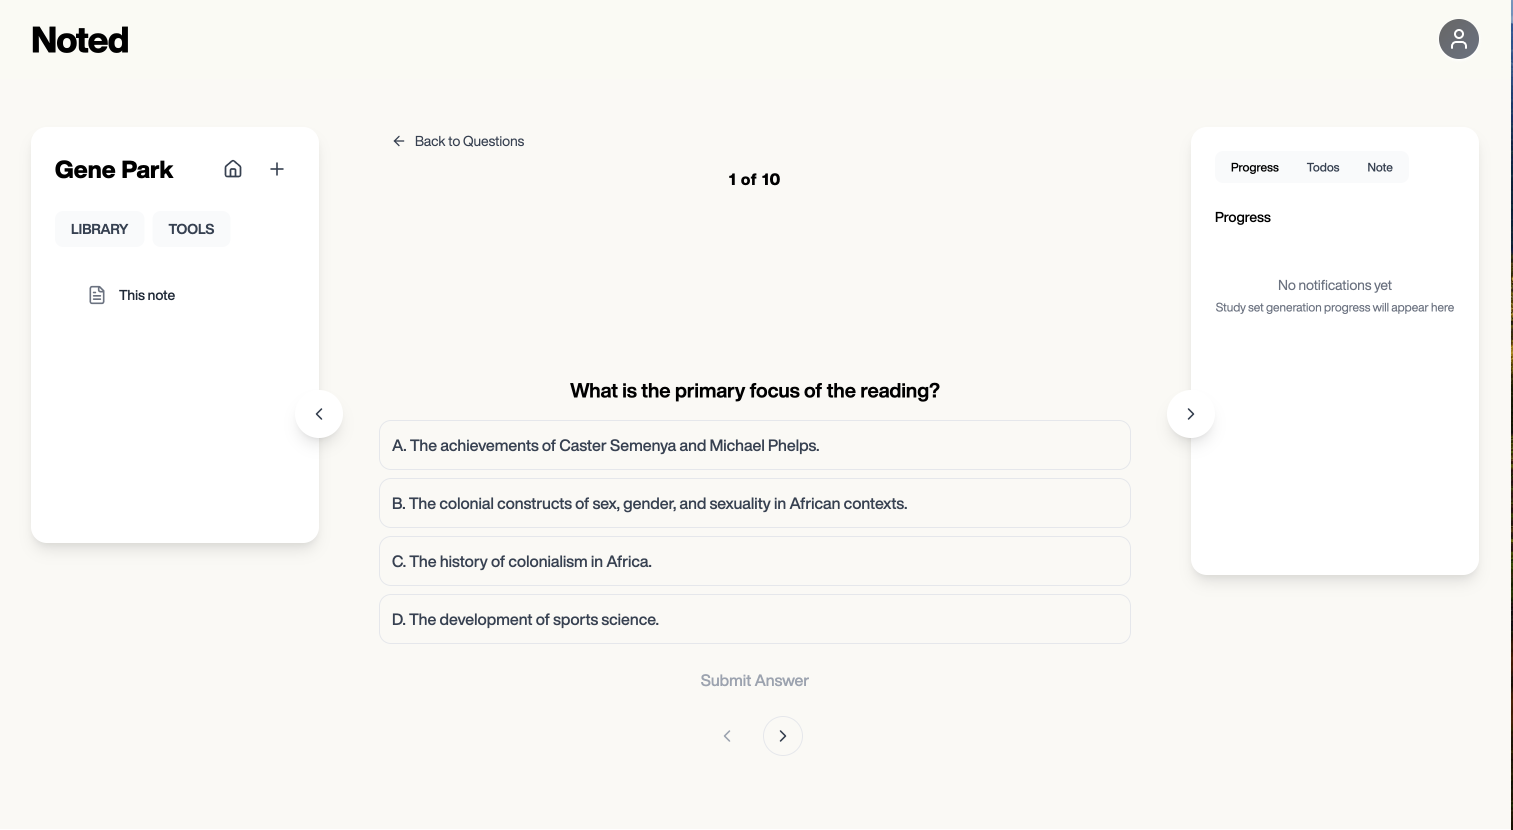 Noted
Gene Park
LIBRARY
TOOLS
This note
Back to Questions
1 of 10
What is the primary focus of the reading?
A. The achievements of Caster Semenya and Michael Phelps.
B. The colonial constructs of sex, gender, and sexuality in African contexts.
C. The history of colonialism in Africa.
D. The development of sports science.
Submit Answer
Progress
Todos
Note
Progress
No notifications yet
Study set generation progress will appear here